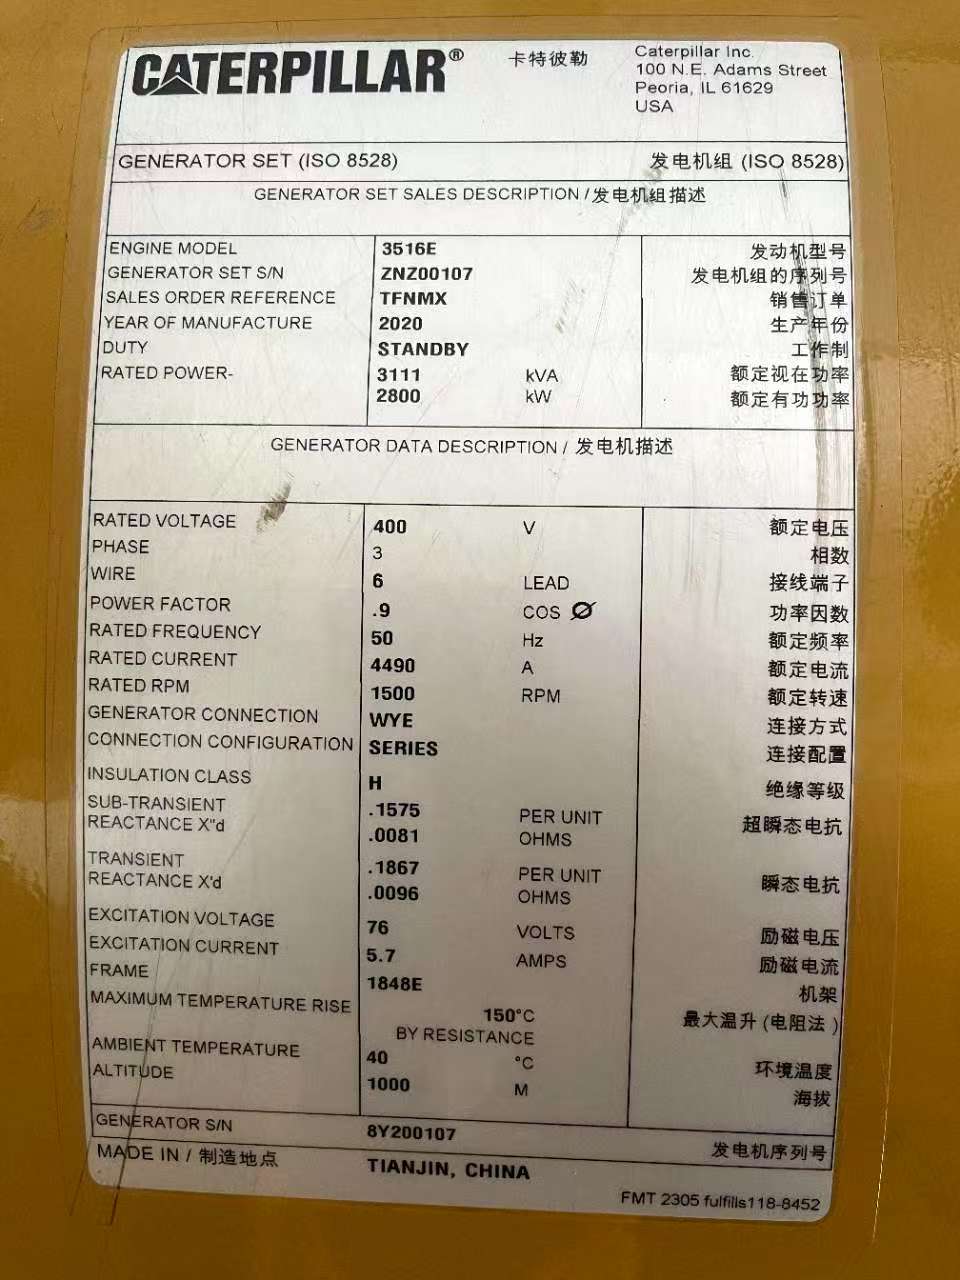 CATERPILLAR® 卡特彼勒
Caterpillar Inc.
100 N.E. Adams Street
Peoria, IL 61629
USA
GENERATOR SET (ISO 8528) 发电机组 (ISO 8528)
GENERATOR SET SALES DESCRIPTION / 发电机组描述
ENGINE MODEL 3516E 发动机型号
GENERATOR SET S/N ZNZ00107 发电机组的序列号
SALES ORDER REFERENCE TFNMX 销售订单
YEAR OF MANUFACTURE 2020 生产年份
DUTY STANDBY 工作制
RATED POWER- 3111 kVA 额定视在功率
2800 kW 额定有功功率
GENERATOR DATA DESCRIPTION / 发电机描述
RATED VOLTAGE 400 V 额定电压
PHASE 3 相数
WIRE 6 LEAD 接线端子
POWER FACTOR .9 COS Ø 功率因数
RATED FREQUENCY 50 Hz 额定频率
RATED CURRENT 4490 A 额定电流
RATED RPM 1500 RPM 额定转速
GENERATOR CONNECTION WYE 连接方式
CONNECTION CONFIGURATION SERIES 连接配置
INSULATION CLASS H 绝缘等级
SUB-TRANSIENT .1575 PER UNIT 超瞬态电抗
REACTANCE X"d .0081 OHMS
TRANSIENT .1867 PER UNIT 瞬态电抗
REACTANCE X'd .0096 OHMS
EXCITATION VOLTAGE 76 VOLTS 励磁电压
EXCITATION CURRENT 5.7 AMPS 励磁电流
FRAME 1848E 机架
MAXIMUM TEMPERATURE RISE 150°C 最大温升 (电阻法)
BY RESISTANCE
AMBIENT TEMPERATURE 40 °C 环境温度
ALTITUDE 1000 M 海拔
GENERATOR S/N 8Y200107 发电机序列号
MADE IN / 制造地点 TIANJIN, CHINA
FMT 2305 fulfills118-8452